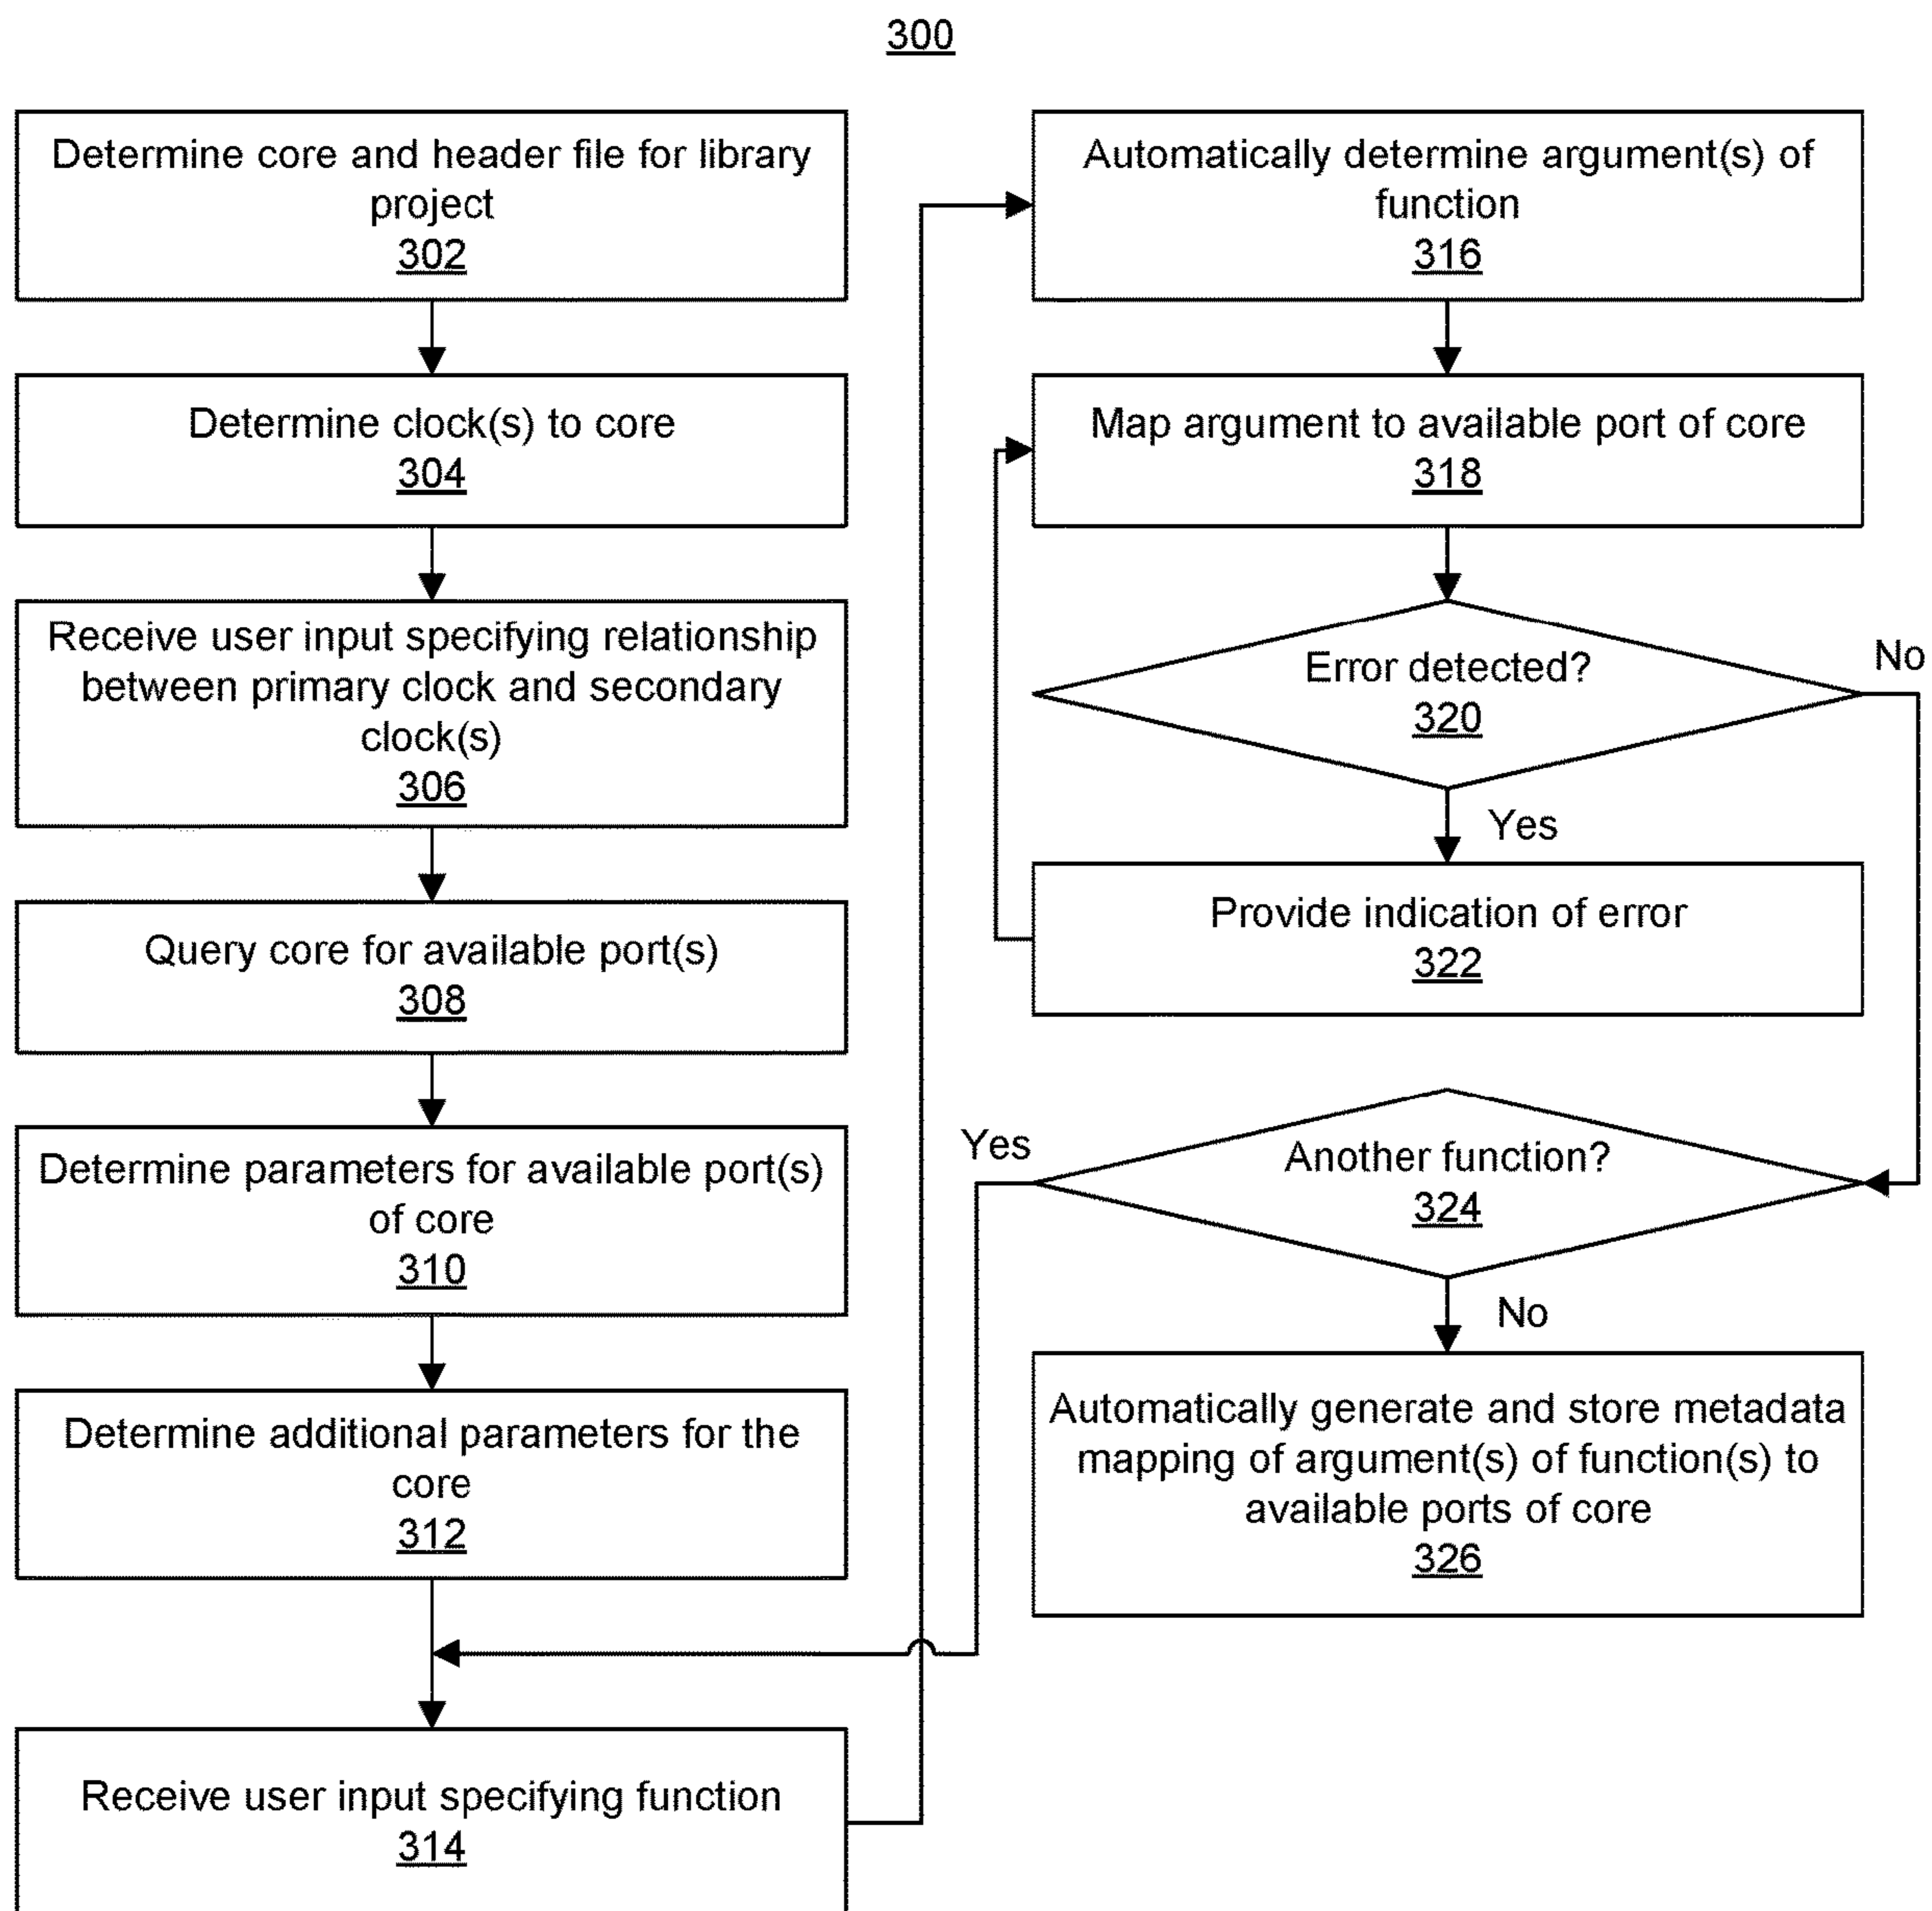 300
Determine core and header file for library
project
302
Determine clock(s) to core
304
Receive user input specifying relationship
between primary clock and secondary
clock(s)
306
Query core for available port(s)
308
Determine parameters for available port(s)
of core
310
Determine additional parameters for the
core
312
Receive user input specifying function
314
Automatically determine argument(s) of
function
316
Map argument to available port of core
318
Error detected?
320
No
Yes
Provide indication of error
322
Another function?
324
Yes
No
Automatically generate and store metadata
mapping of argument(s) of function(s) to
available ports of core
326